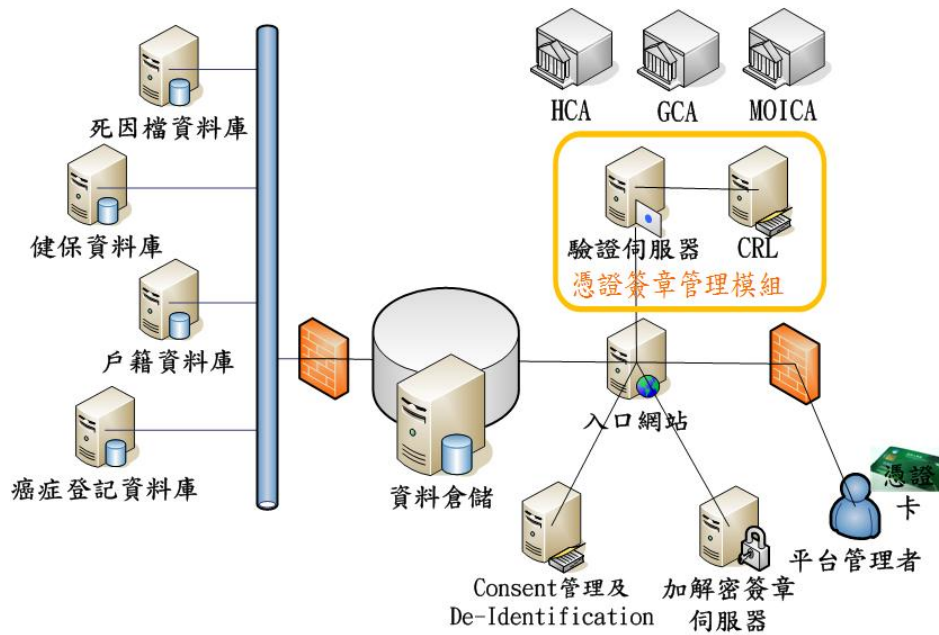 HCA
GCA
MOICA
死因檔資料庫
健保資料庫
戶籍資料庫
癌症登記資料庫
驗證伺服器
CRL
憑證簽章管理模組
資料倉儲
入口網站
憑證
卡
平台管理者
Consent管理及
De-Identification
加解密簽章
伺服器